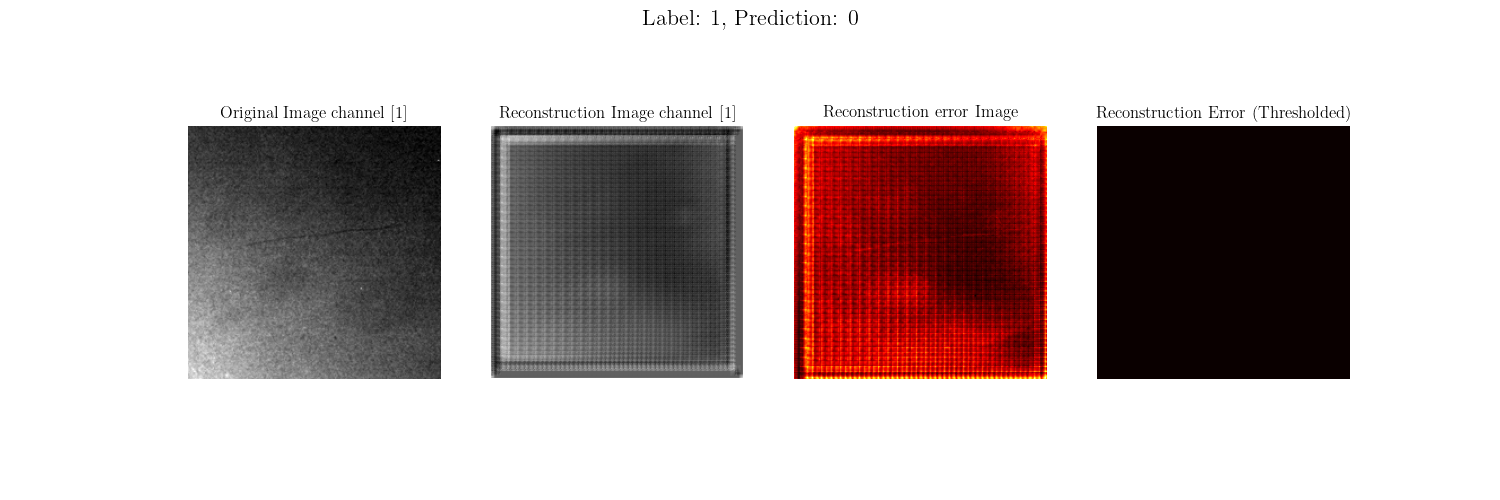 Label: 1, Prediction: 0
Original Image channel [1]
Reconstruction Image channel [1]
Reconstruction error Image
Reconstruction Error (Thresholded)